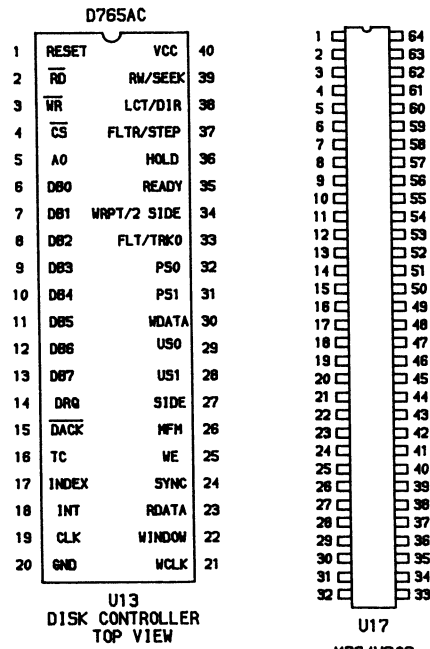 D765AC
1 RESET VCC 40
2 RD RW/SEEK 39
3 WR LCT/DIR 38
4 CS FLTR/STEP 37
5 A0 HOLD 36
6 DB0 READY 35
7 DB1 WRPT/2 SIDE 34
8 DB2 FLT/TRK0 33
9 DB3 PS0 32
10 DB4 PS1 31
11 DB5 WDATA 30
12 DB6 US0 29
13 DB7 US1 28
14 DRQ SIDE 27
15 DACK MFM 26
16 TC WE 25
17 INDEX SYNC 24
18 INT RDATA 23
19 CLK WINDOW 22
20 GND WCLK 21
U13
DISK CONTROLLER
TOP VIEW
1 64
2 63
3 62
4 61
5 60
6 59
7 58
8 57
9 56
10 55
11 54
12 53
13 52
14 51
15 50
16 49
17 48
18 47
19 46
20 45
21 44
22 43
23 42
24 41
25 40
26 39
27 38
28 37
29 36
30 35
31 34
32 33
U17